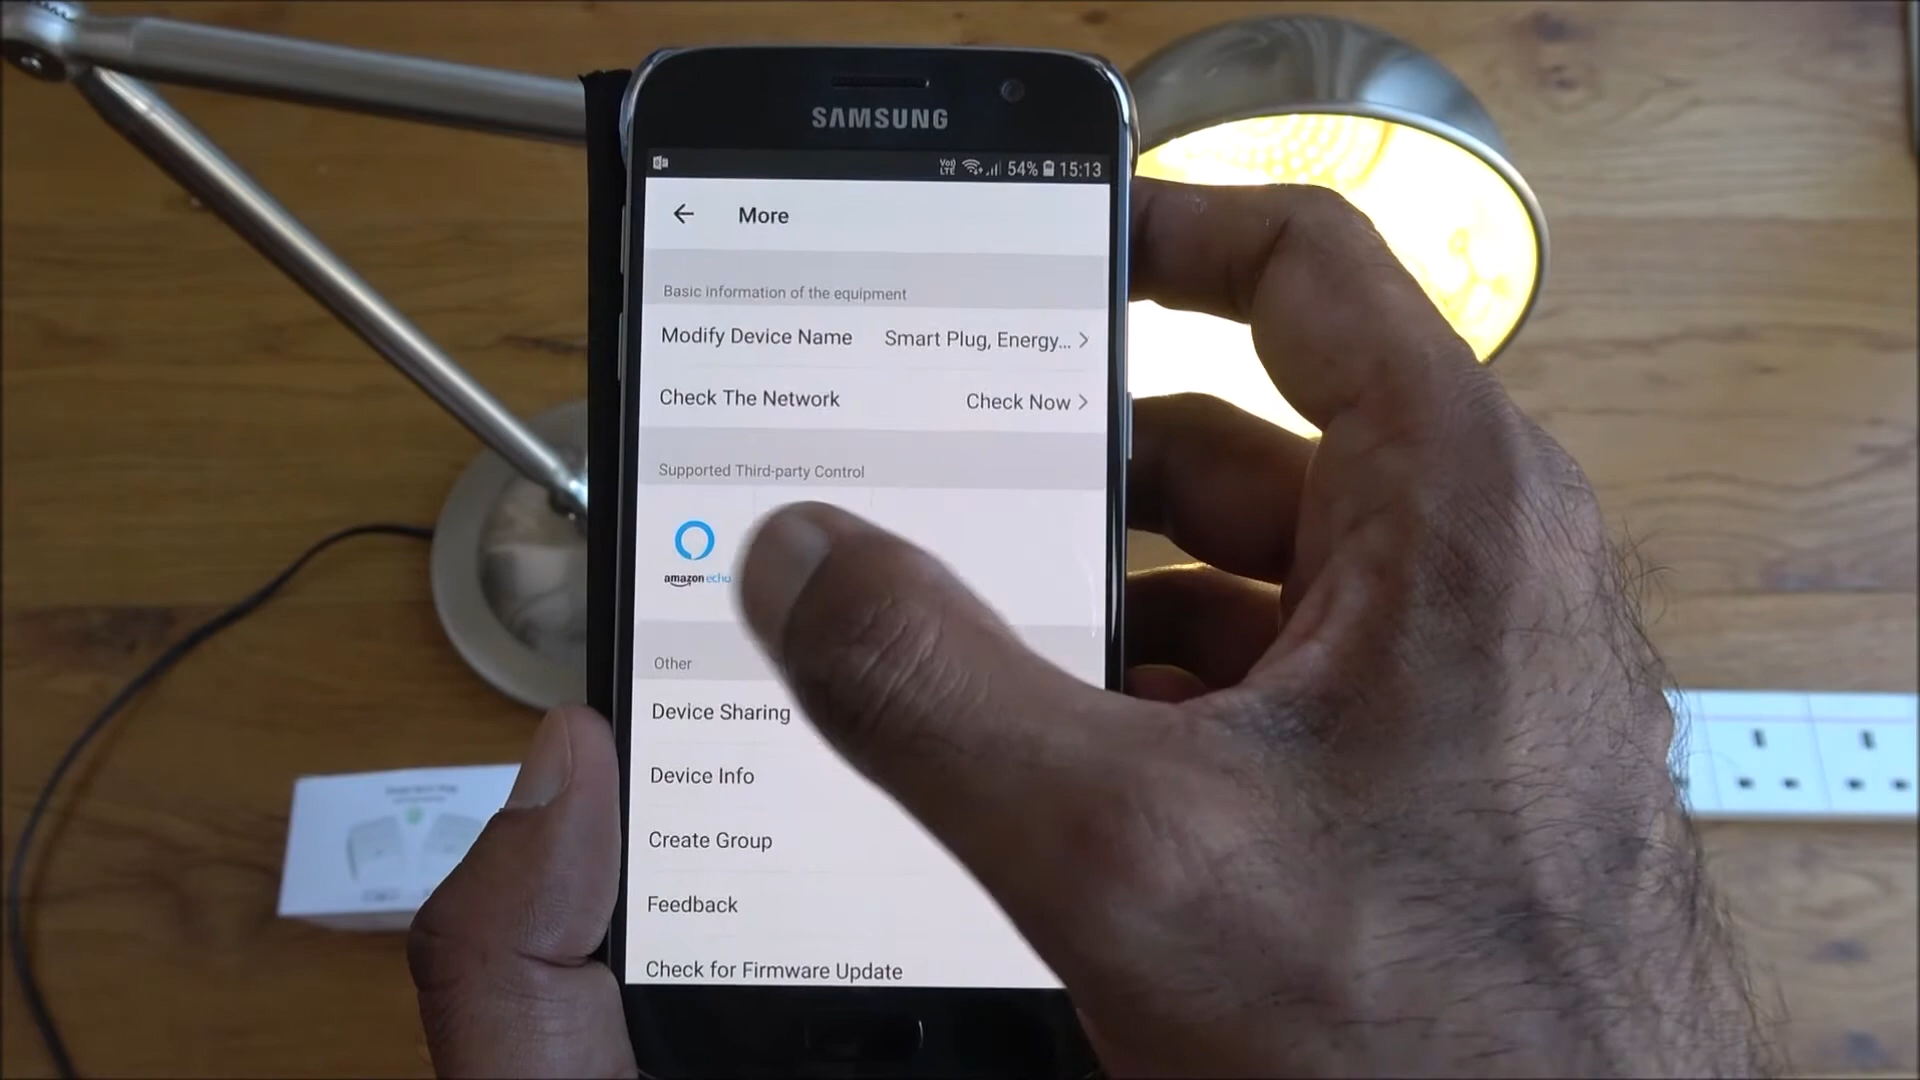 SAMSUNG
VoD LTE 54% 15:13
More
Basic information of the equipment
Modify Device Name Smart Plug, Energy...
Check The Network Check Now
Supported Third-party Control
amazon echo
Other
Device Sharing
Device Info
Create Group
Feedback
Check for Firmware Update